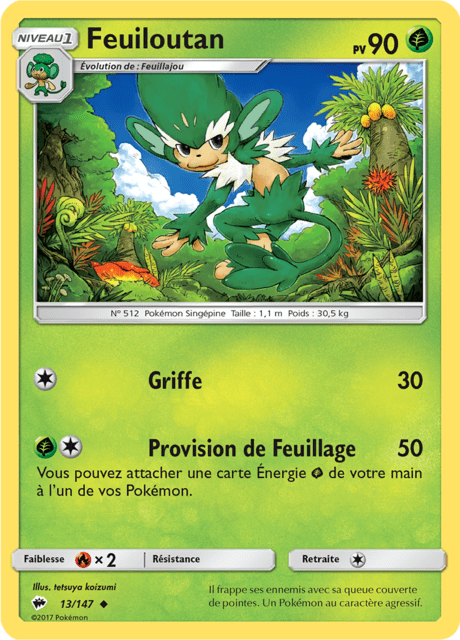 NIVEAU 1
Feuiloutan
PV 90
Évolution de : Feuillajou
N° 512 Pokémon Singépine Taille : 1,1 m Poids : 30,5 kg
Griffe 30
Provision de Feuillage 50
Vous pouvez attacher une carte Énergie de votre main
à l'un de vos Pokémon.
Faiblesse ×2 Résistance Retraite
Illus. tetsuya koizumi
13/147
©2017 Pokémon
Il frappe ses ennemis avec sa queue couverte
de pointes. Un Pokémon au caractère agressif.